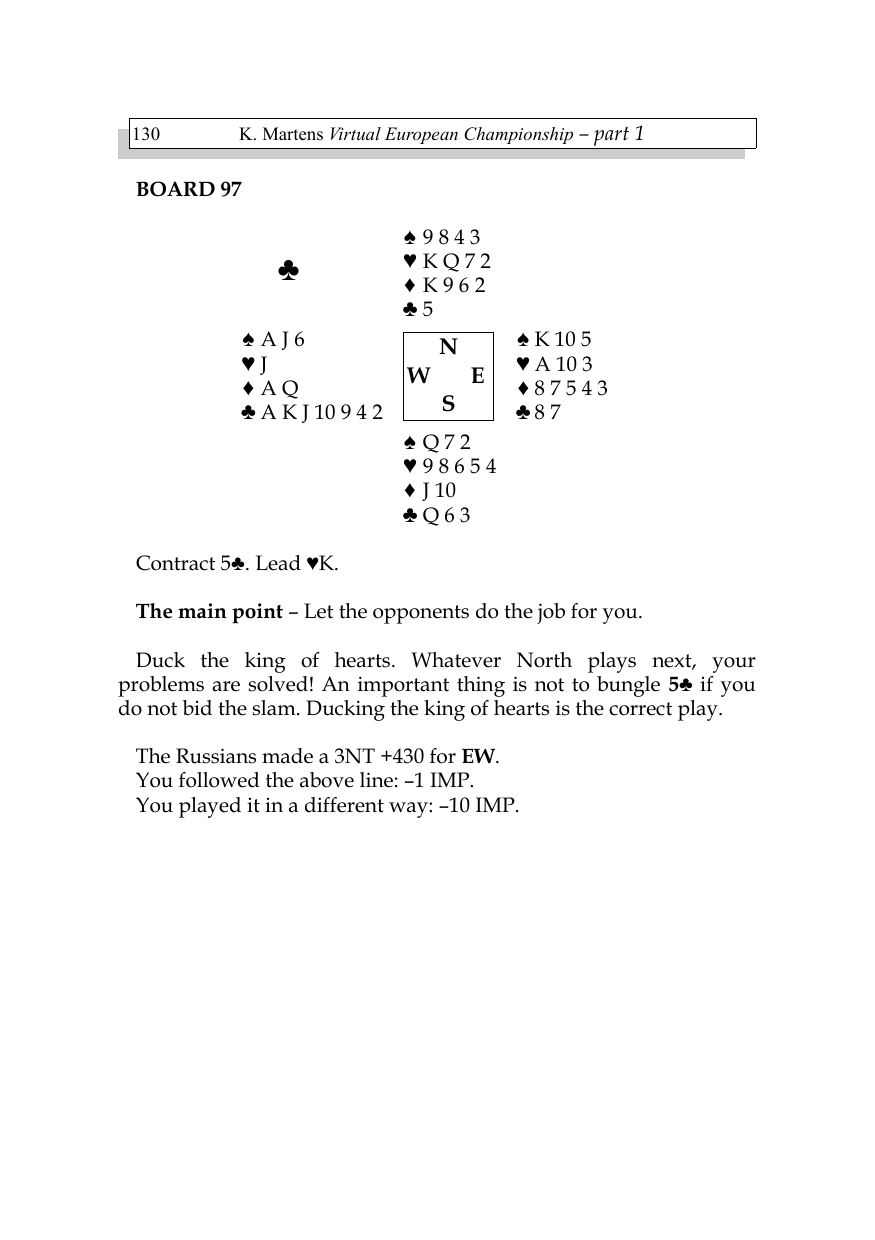 130 K. Martens Virtual European Championship – part 1
BOARD 97
♠ 9 8 4 3
♣
♥ K Q 7 2
♦ K 9 6 2
♣ 5
♠ A J 6
♥ J
♦ A Q
♣ A K J 10 9 4 2
N
W E
S
♠ K 10 5
♥ A 10 3
♦ 8 7 5 4 3
♣ 8 7
♠ Q 7 2
♥ 9 8 6 5 4
♦ J 10
♣ Q 6 3
Contract 5♣. Lead ♥K.
The main point – Let the opponents do the job for you.
Duck the king of hearts. Whatever North plays next, your
problems are solved! An important thing is not to bungle 5♣ if you
do not bid the slam. Ducking the king of hearts is the correct play.
The Russians made a 3NT +430 for EW.
You followed the above line: –1 IMP.
You played it in a different way: –10 IMP.